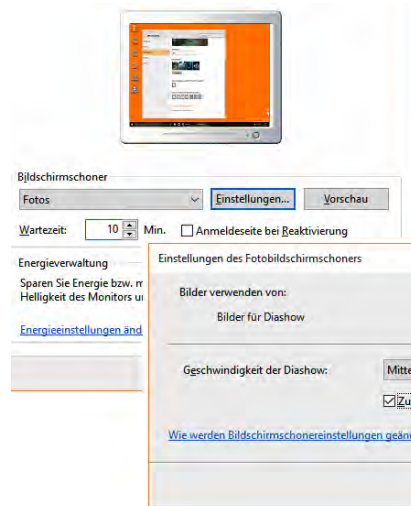 Bildschirmschoner
Fotos
Einstellungen...
Vorschau
Wartezeit:
10
Min.
Anmeldeseite bei Reaktivierung
Energieverwaltung
Sparen Sie Energie bzw. m
Helligkeit des Monitors u
Energieeinstellungen änd
Einstellungen des Fotobildschirmschoners
Bilder verwenden von:
Bilder für Diashow
Geschwindigkeit der Diashow:
Mitte
Zu
Wie werden Bildschirmschonereinstellungen geän